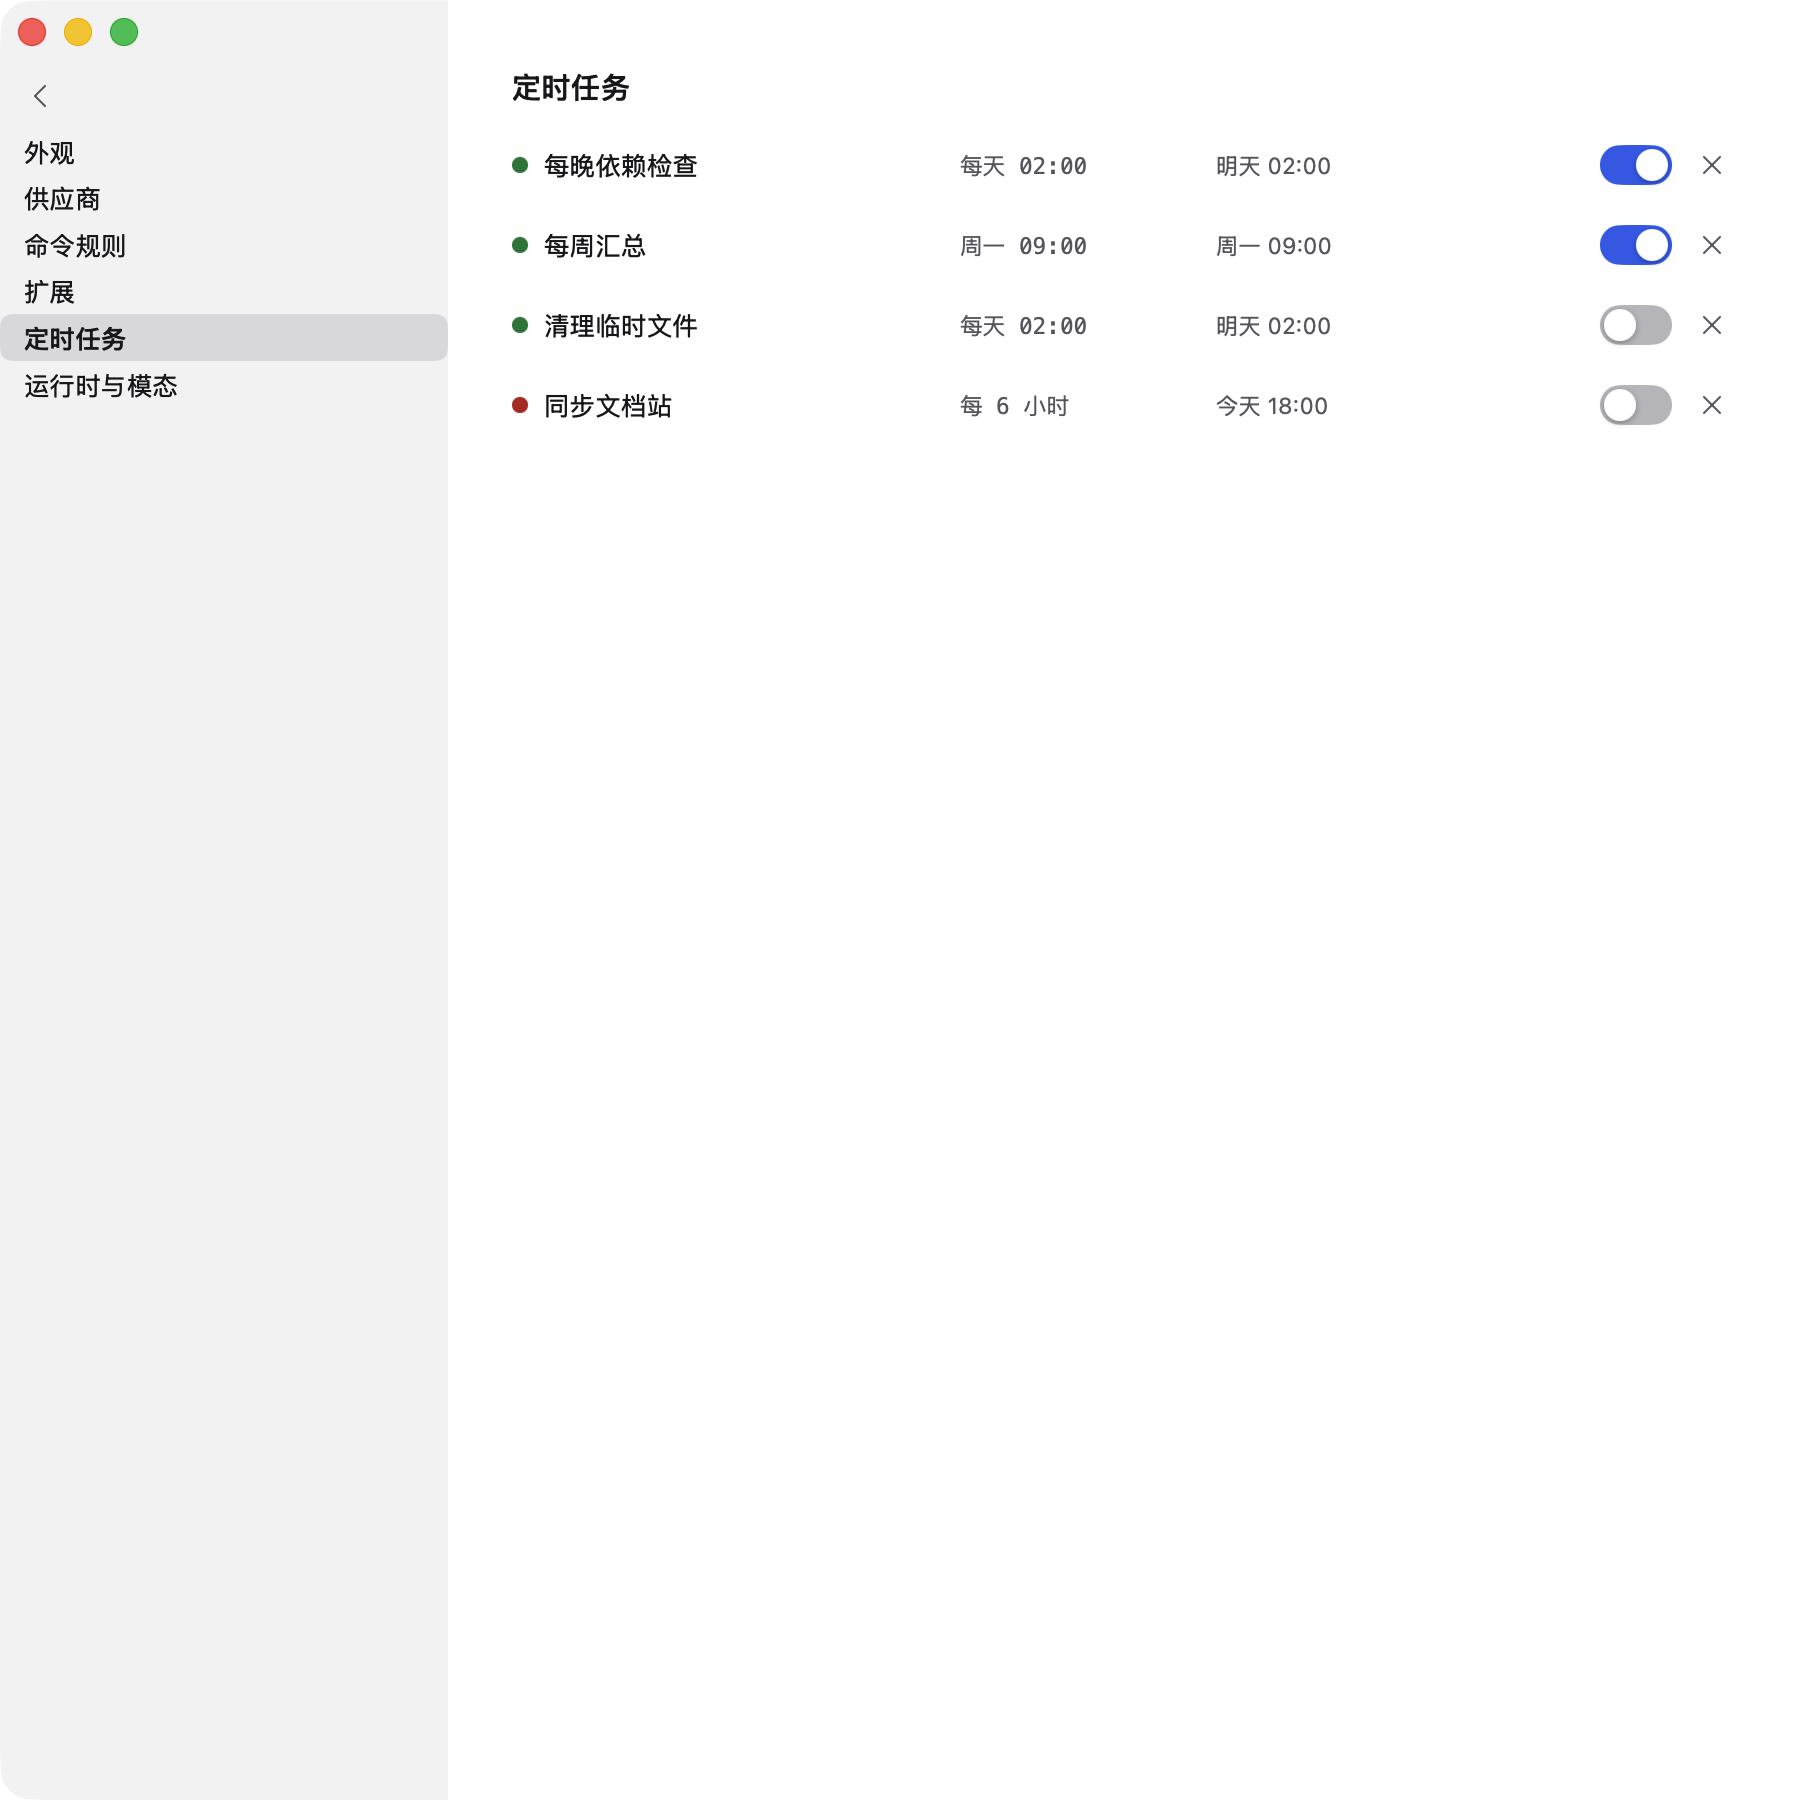 外观
供应商
命令规则
扩展
定时任务
运行时与模态
定时任务
每晚依赖检查 每天 02:00 明天 02:00
每周汇总 周一 09:00 周一 09:00
清理临时文件 每天 02:00 明天 02:00
同步文档站 每 6 小时 今天 18:00